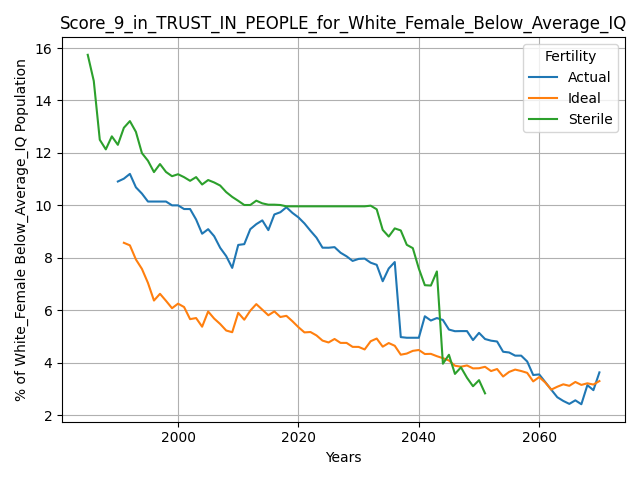 Score_9_in_TRUST_IN_PEOPLE_for_White_Female_Below_Average_IQ
% of White_Female Below_Average_IQ Population
16
14
12
10
8
6
4
2
Fertility
Actual
Ideal
Sterile
2000
2020
2040
2060
Years